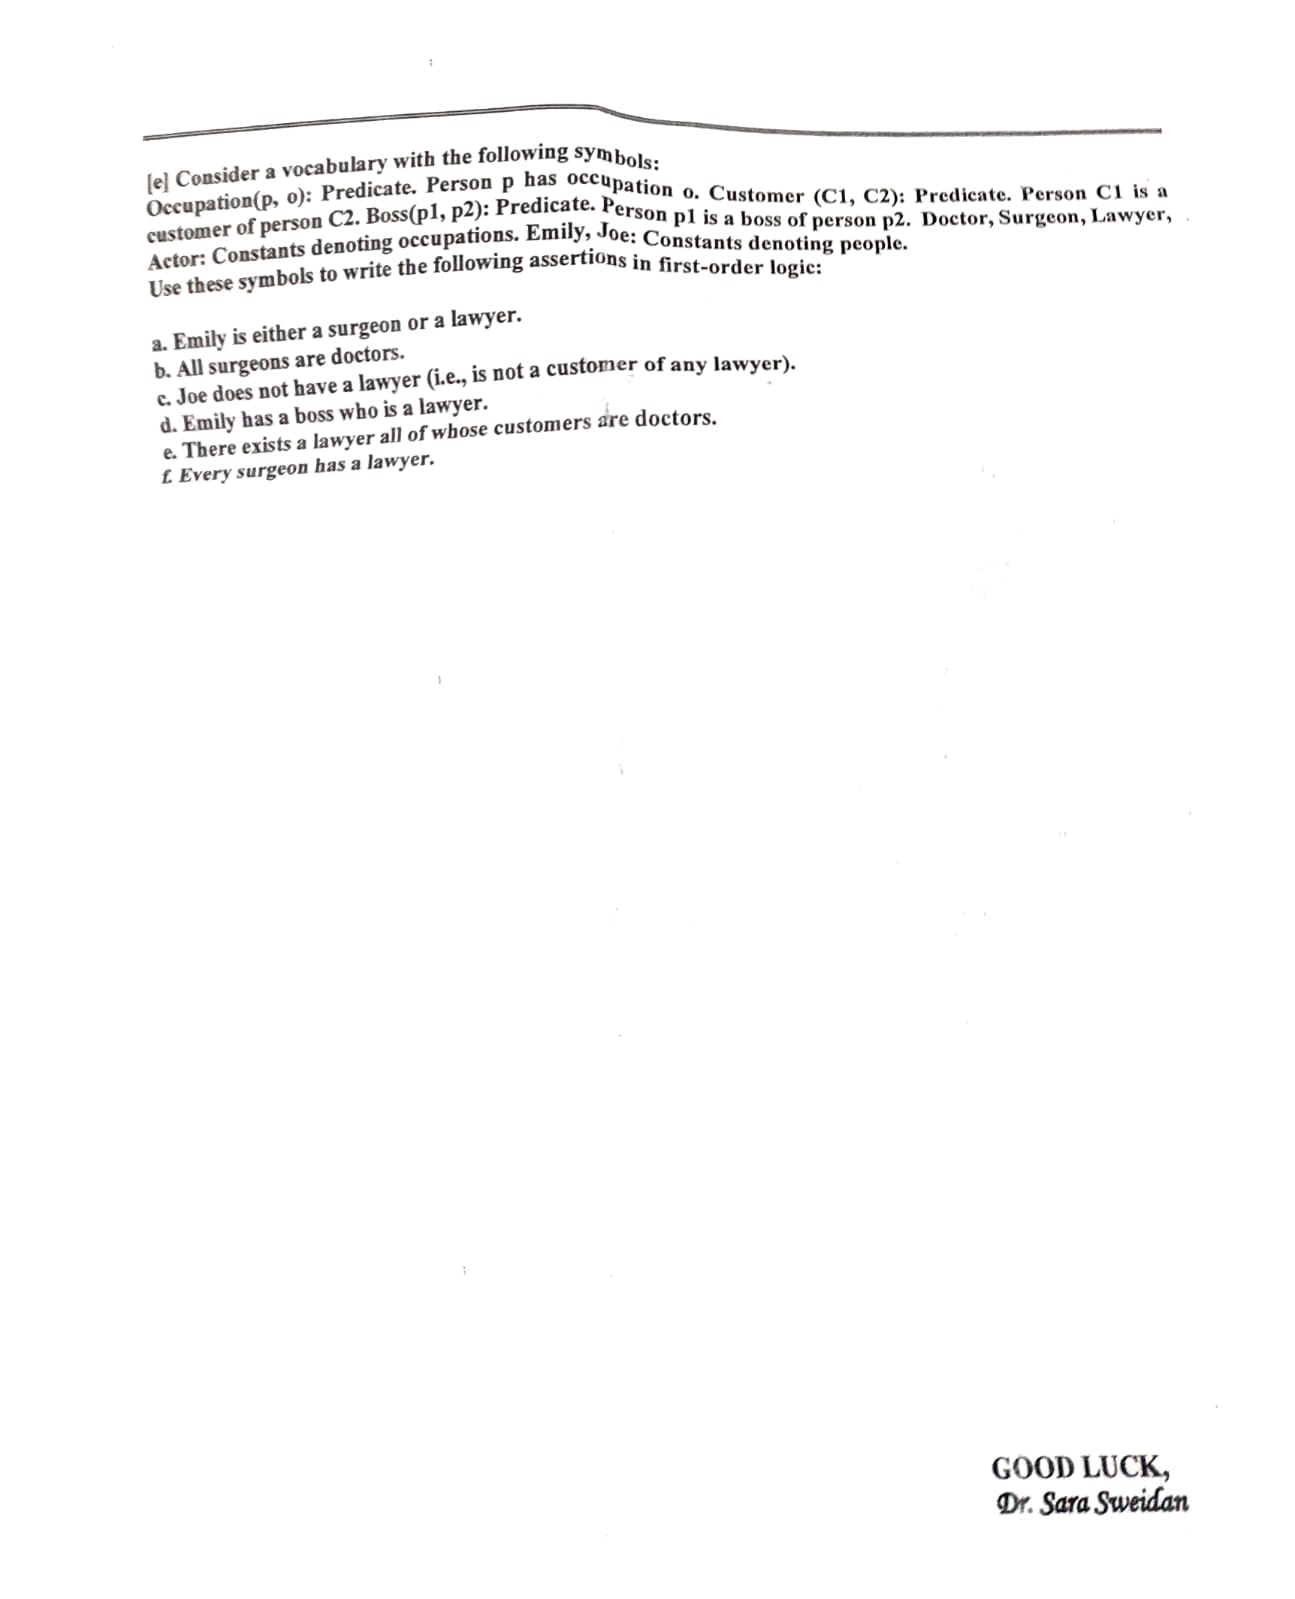 [e] Consider a vocabulary with the following symbols:
Occupation(p, o): Predicate. Person p has occupation o. Customer (C1, C2): Predicate. Person C1 is a
customer of person C2. Boss(p1, p2): Predicate. Person p1 is a boss of person p2. Doctor, Surgeon, Lawyer,
Actor: Constants denoting occupations. Emily, Joe: Constants denoting people.
Use these symbols to write the following assertions in first-order logic:
a. Emily is either a surgeon or a lawyer.
b. All surgeons are doctors.
c. Joe does not have a lawyer (i.e., is not a customer of any lawyer).
d. Emily has a boss who is a lawyer.
e. There exists a lawyer all of whose customers are doctors.
f. Every surgeon has a lawyer.
GOOD LUCK,
Dr. Sara Sweidan